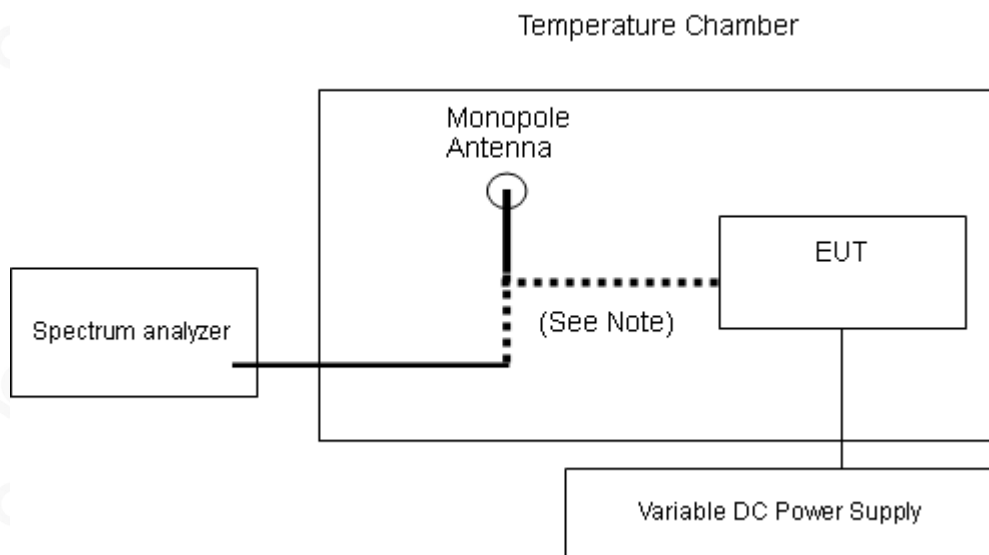 Temperature Chamber
Monopole
Antenna
EUT
Spectrum analyzer
(See Note)
Variable DC Power Supply